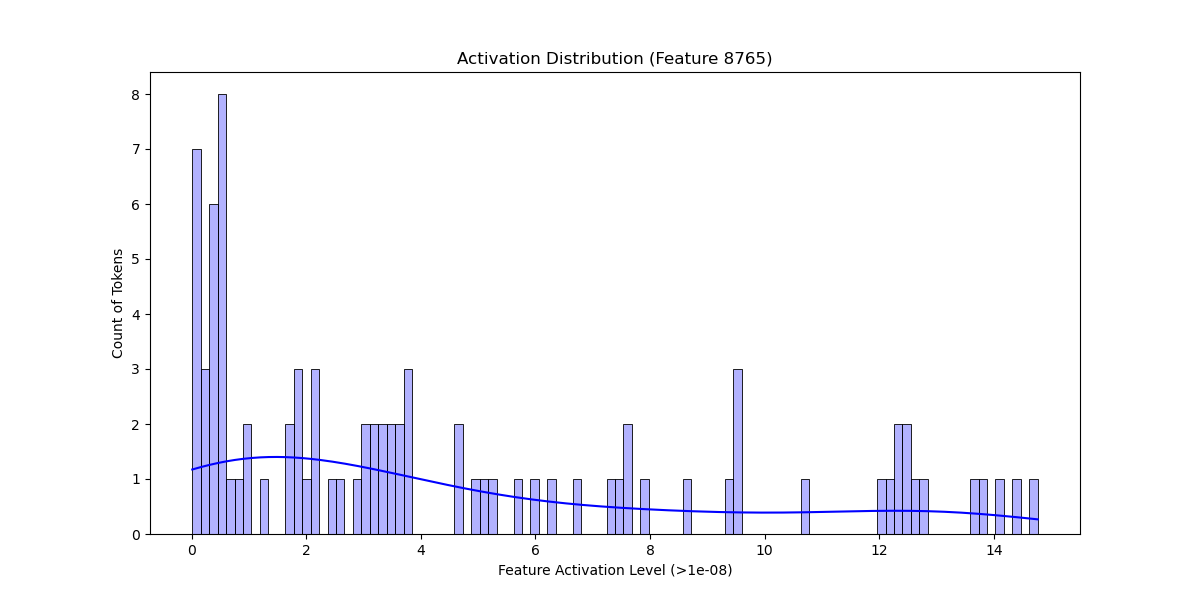 Activation Distribution (Feature 8765)
Count of Tokens
8
7
6
5
4
3
2
1
0
0 2 4 6 8 10 12 14
Feature Activation Level (>1e-08)